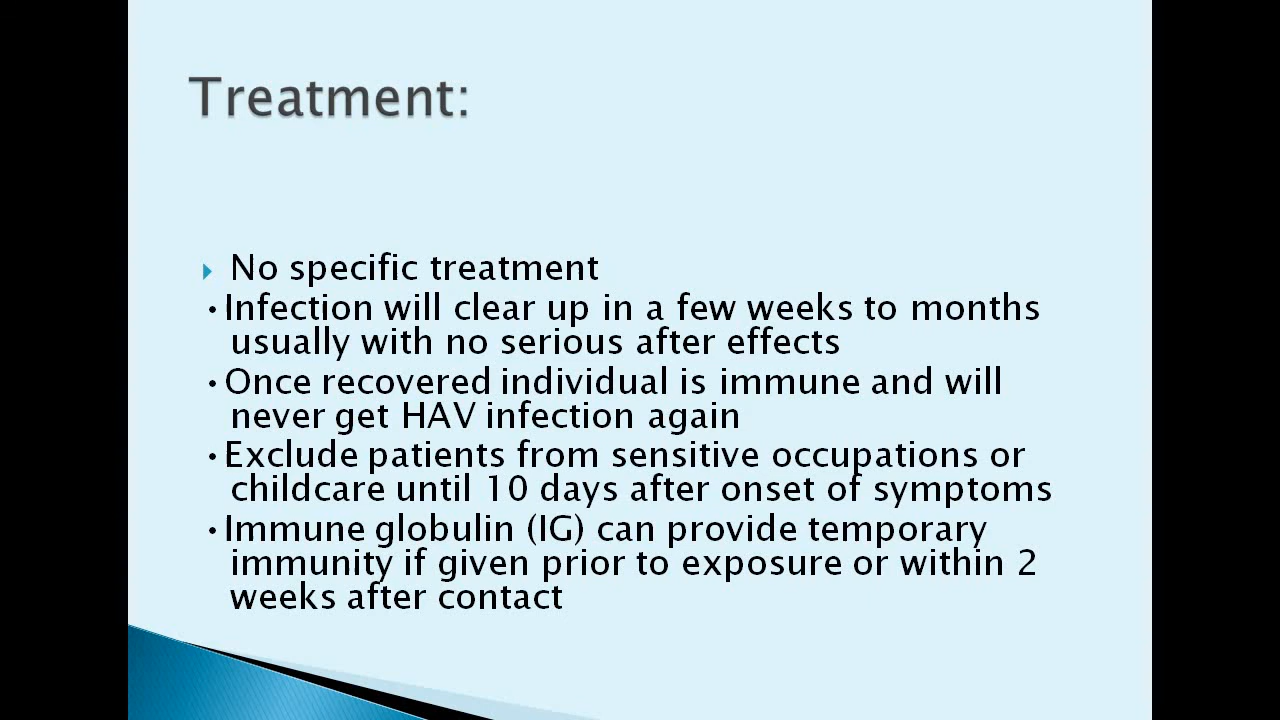 Treatment:
No specific treatment
•Infection will clear up in a few weeks to months
usually with no serious after effects
•Once recovered individual is immune and will
never get HAV infection again
•Exclude patients from sensitive occupations or
childcare until 10 days after onset of symptoms
•Immune globulin (IG) can provide temporary
immunity if given prior to exposure or within 2
weeks after contact